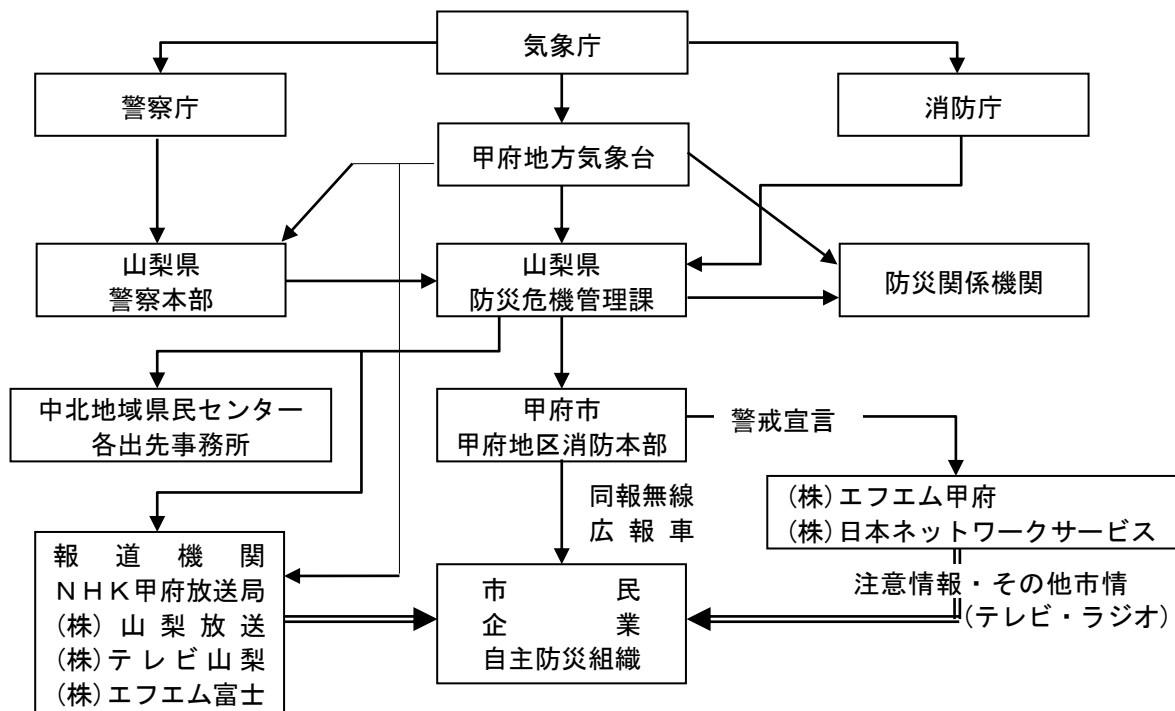 気象庁
警察庁
消防庁
甲府地方気象台
山梨県
警察本部
山梨県
防災危機管理課
防災関係機関
中北地域県民センター
各出先事務所
甲府市
甲府地区消防本部
警戒宣言
同報無線
広報車
(株)エフエム甲府
(株)日本ネットワークサービス
報道機関
NHK甲府放送局
(株)山梨放送
(株)テレビ山梨
(株)エフエム富士
市民
企業
自主防災組織
注意情報・その他市情
(テレビ・ラジオ)